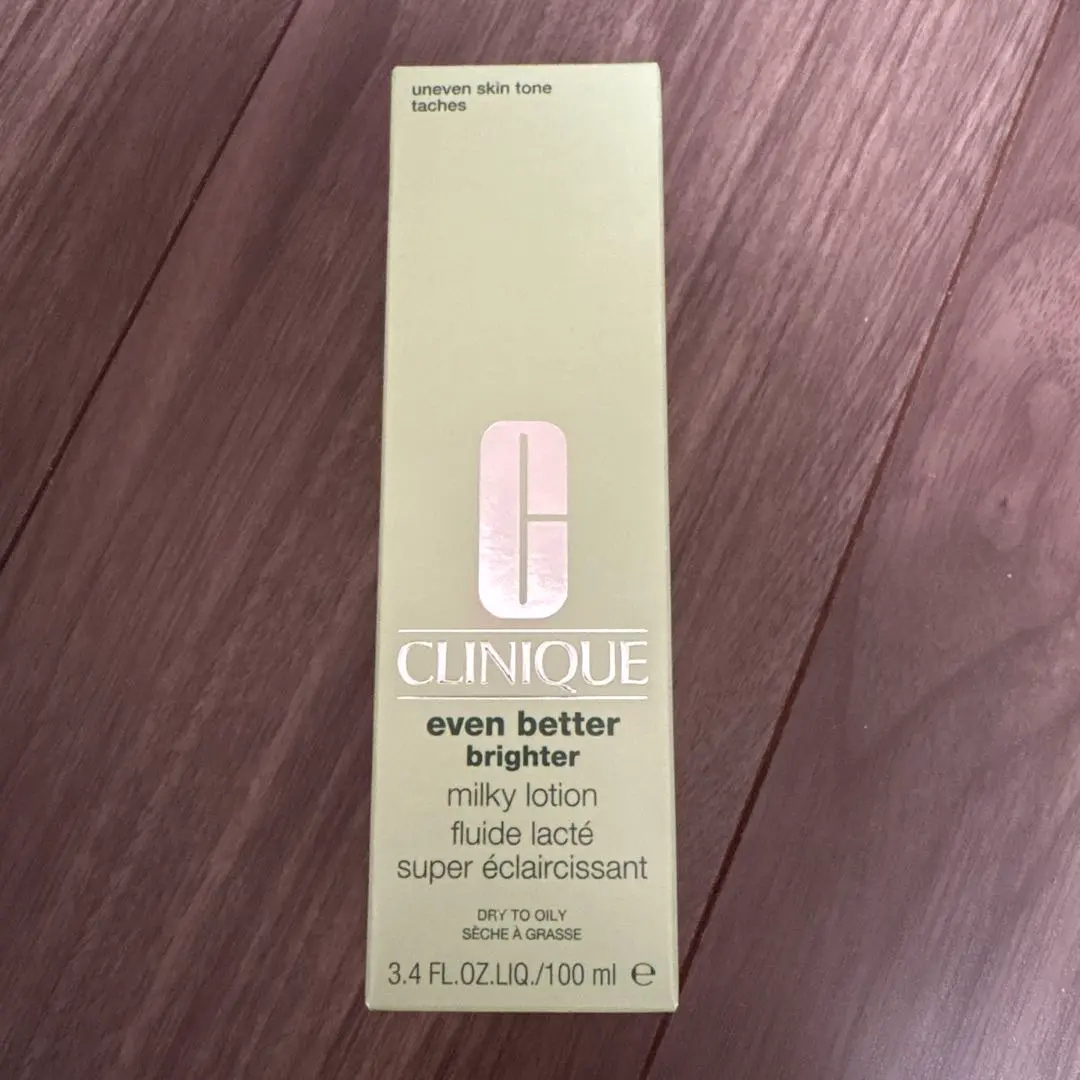 uneven skin tone
taches
C
CLINIQUE
even better
brighter
milky lotion
fluide lacté
super éclaircissant
DRY TO OILY
SÈCHE À GRASSE
3.4 FL.OZ.LIQ./100 ml ℮